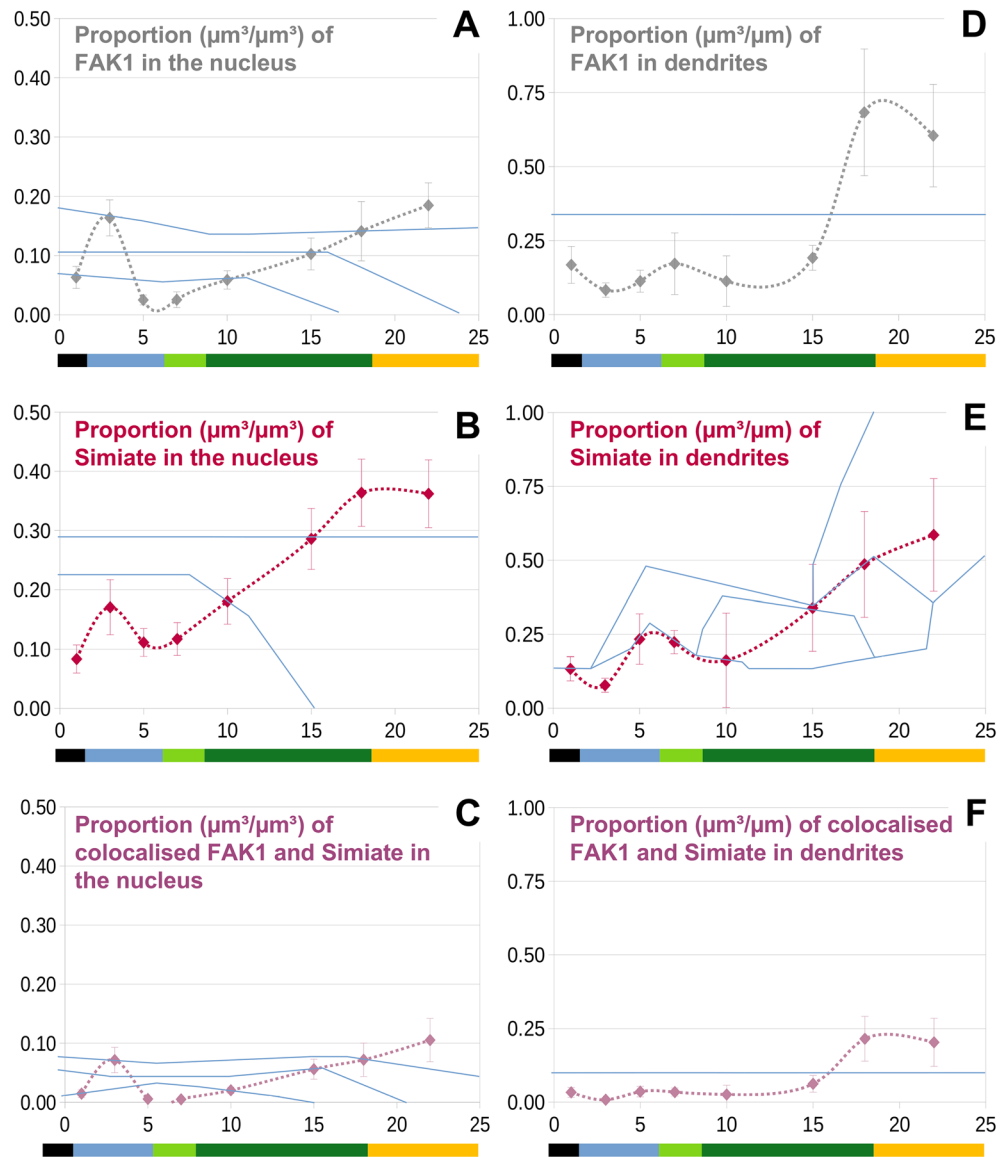 A
Proportion (µm³/µm³) of
FAK1 in the nucleus
0.50
0.40
0.30
0.20
0.10
0.00
0 5 10 15 20 25
D
Proportion (µm³/µm) of
FAK1 in dendrites
1.00
0.75
0.50
0.25
0.00
0 5 10 15 20 25
B
Proportion (µm³/µm³) of
Simiate in the nucleus
0.50
0.40
0.30
0.20
0.10
0.00
0 5 10 15 20 25
E
Proportion (µm³/µm) of
Simiate in dendrites
1.00
0.75
0.50
0.25
0.00
0 5 10 15 20 25
C
Proportion (µm³/µm³) of
colocalised FAK1 and Simiate in
the nucleus
0.50
0.40
0.30
0.20
0.10
0.00
0 5 10 15 20 25
F
Proportion (µm³/µm) of colocalised
FAK1 and Simiate in dendrites
1.00
0.75
0.50
0.25
0.00
0 5 10 15 20 25